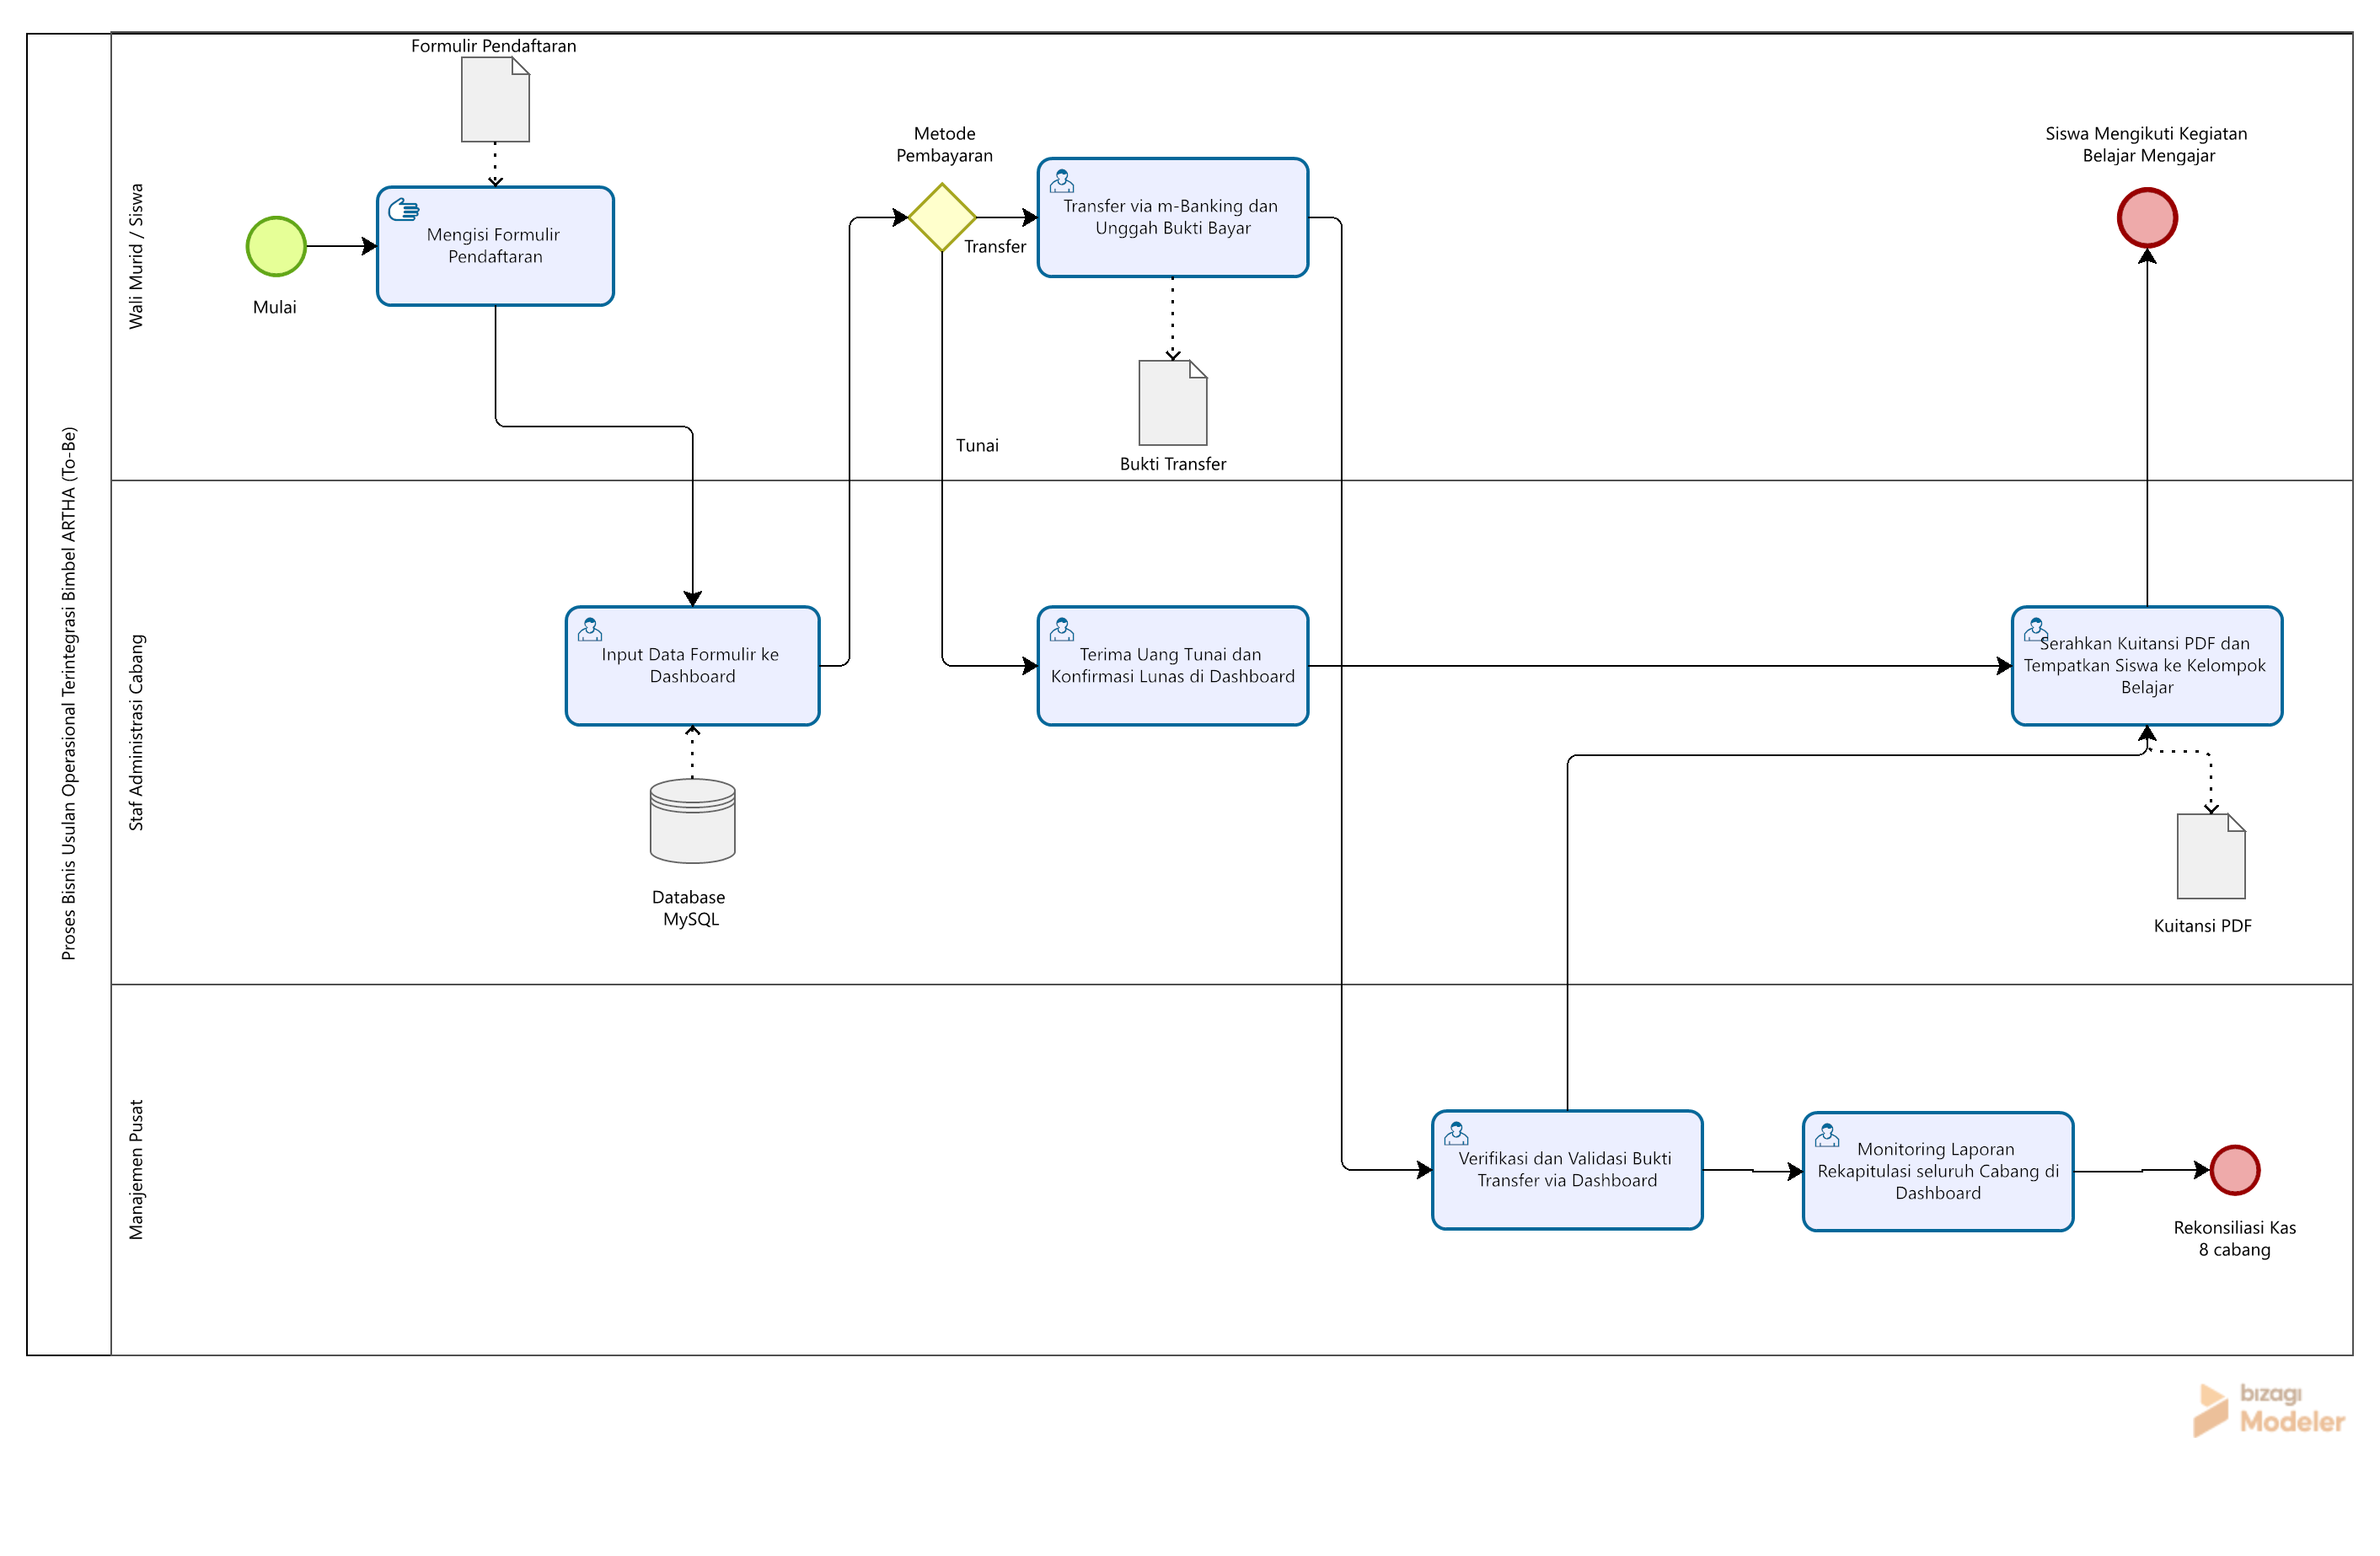 Proses Bisnis Usulan Operasional Terintegrasi Bimbel ARTHA (To-Be)
Wali Murid / Siswa
Formulir Pendaftaran
Mulai
Mengisi Formulir
Pendaftaran
Metode
Pembayaran
Transfer
Tunai
Transfer via m-Banking dan
Unggah Bukti Bayar
Bukti Transfer
Siswa Mengikuti Kegiatan
Belajar Mengajar
Staf Administrasi Cabang
Input Data Formulir ke
Dashboard
Database
MySQL
Terima Uang Tunai dan
Konfirmasi Lunas di Dashboard
Serahkan Kuitansi PDF dan
Tempatkan Siswa ke Kelompok
Belajar
Kuitansi PDF
Manajemen Pusat
Verifikasi dan Validasi Bukti
Transfer via Dashboard
Monitoring Laporan
Rekapitulasi seluruh Cabang di
Dashboard
Rekonsiliasi Kas
8 cabang
bizagi
Modeler